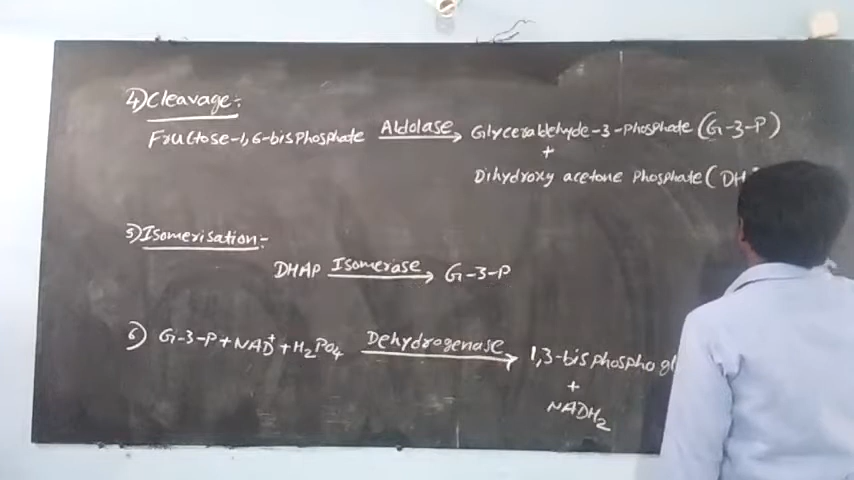 4) Cleavage:-
Fructose-1,6-bisphosphate Aldolase → Glyceraldehyde-3-Phosphate (G-3-P)
+
Dihydroxy acetone Phosphate (DH
5) Isomerisation:-
DHAP Isomerase → G-3-P
6) G-3-P + NAD⁺ + H₂PO₄ Dehydrogenase → 1,3-bisphosphogl
+
NADH₂